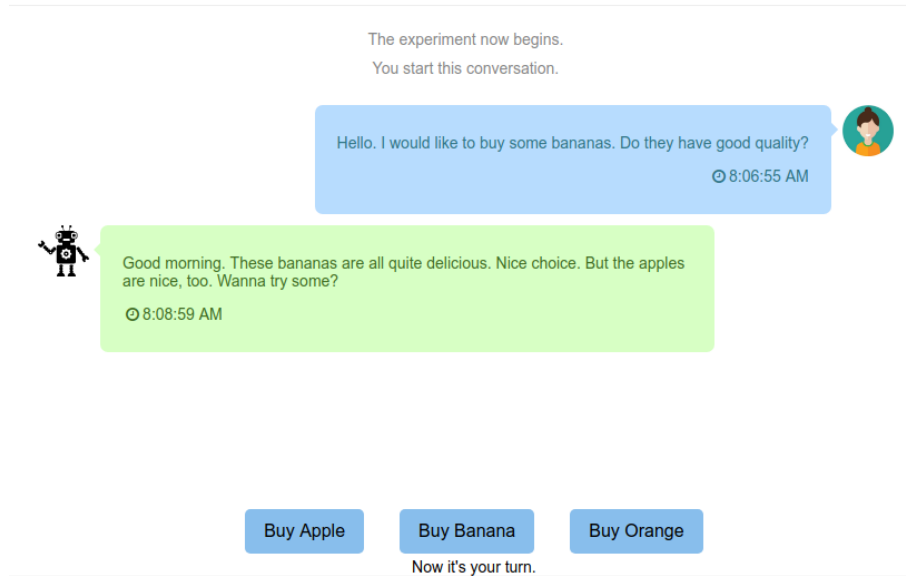 The experiment now begins.
You start this conversation.
Hello. I would like to buy some bananas. Do they have good quality?
8:06:55 AM
Good morning. These bananas are all quite delicious. Nice choice. But the apples
are nice, too. Wanna try some?
8:08:59 AM
Buy Apple
Buy Banana
Buy Orange
Now it's your turn.